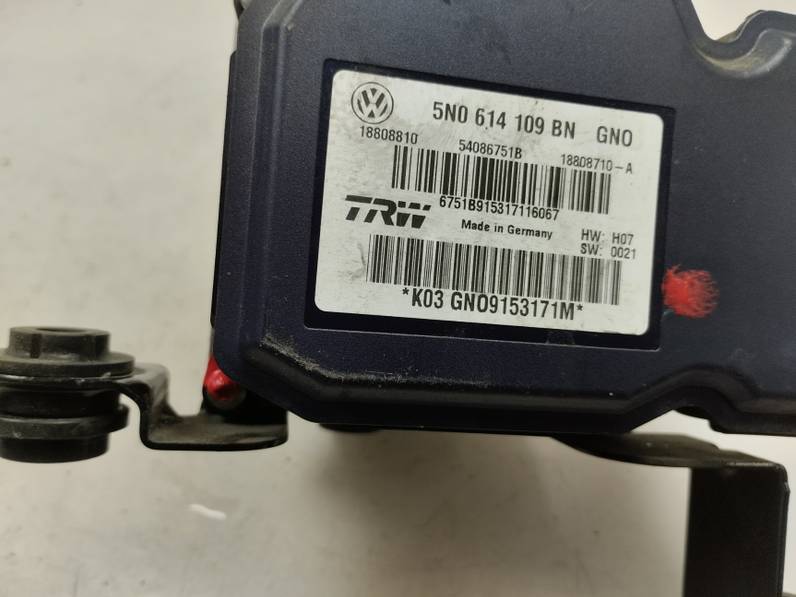 VW 5N0 614 109 BN GNO
18808810 54086751B 18808710-A
6751B915317116067
TRW Made in Germany HW: H07
SW: 0021
*K03 GNO9153171M*